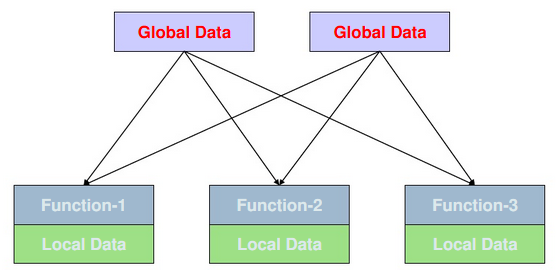 Global Data
Global Data
Function-1
Function-2
Function-3
Local Data
Local Data
Local Data